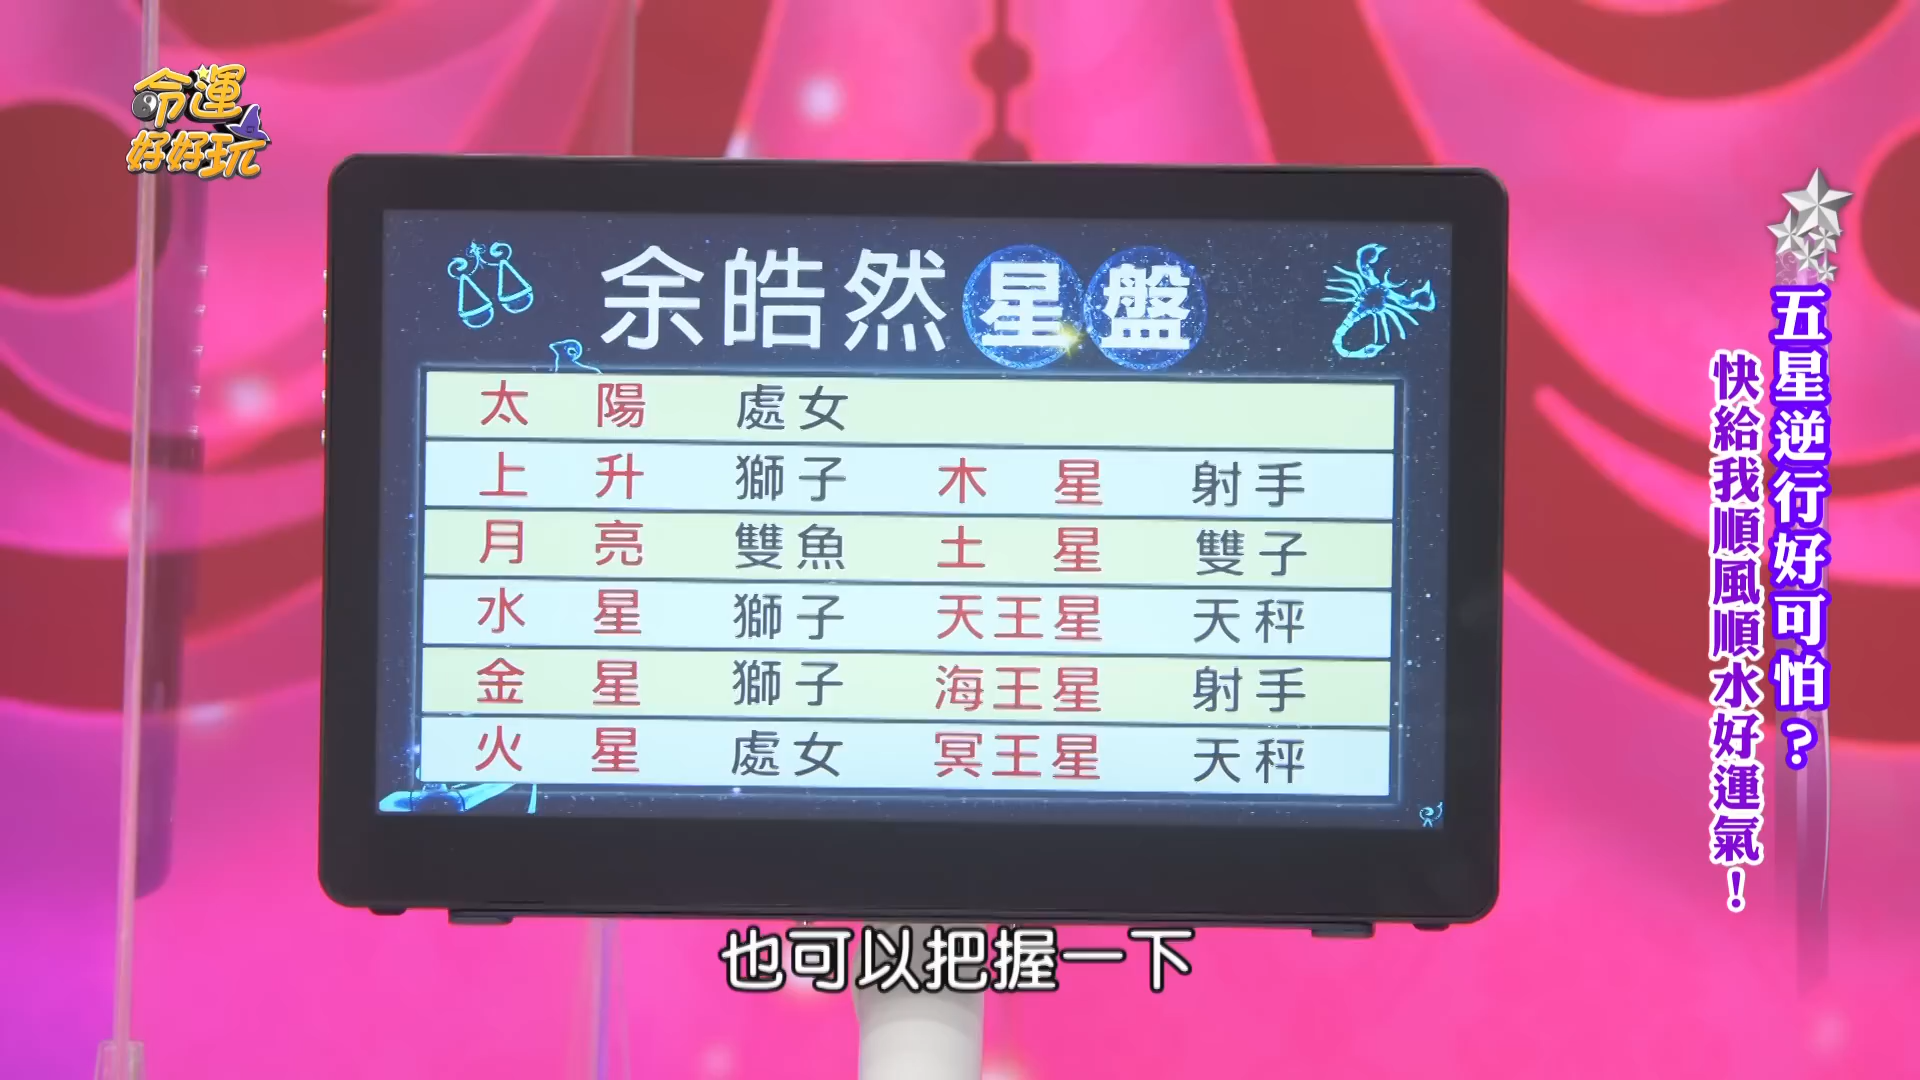 命運
好好玩
余皓然星盤
太陽 處女
上升 獅子 木星 射手
月亮 雙魚 土星 雙子
水星 獅子 天王星 天秤
金星 獅子 海王星 射手
火星 處女 冥王星 天秤
五星逆行好可怕?
快給我順風順水好運氣!
也可以把握一下